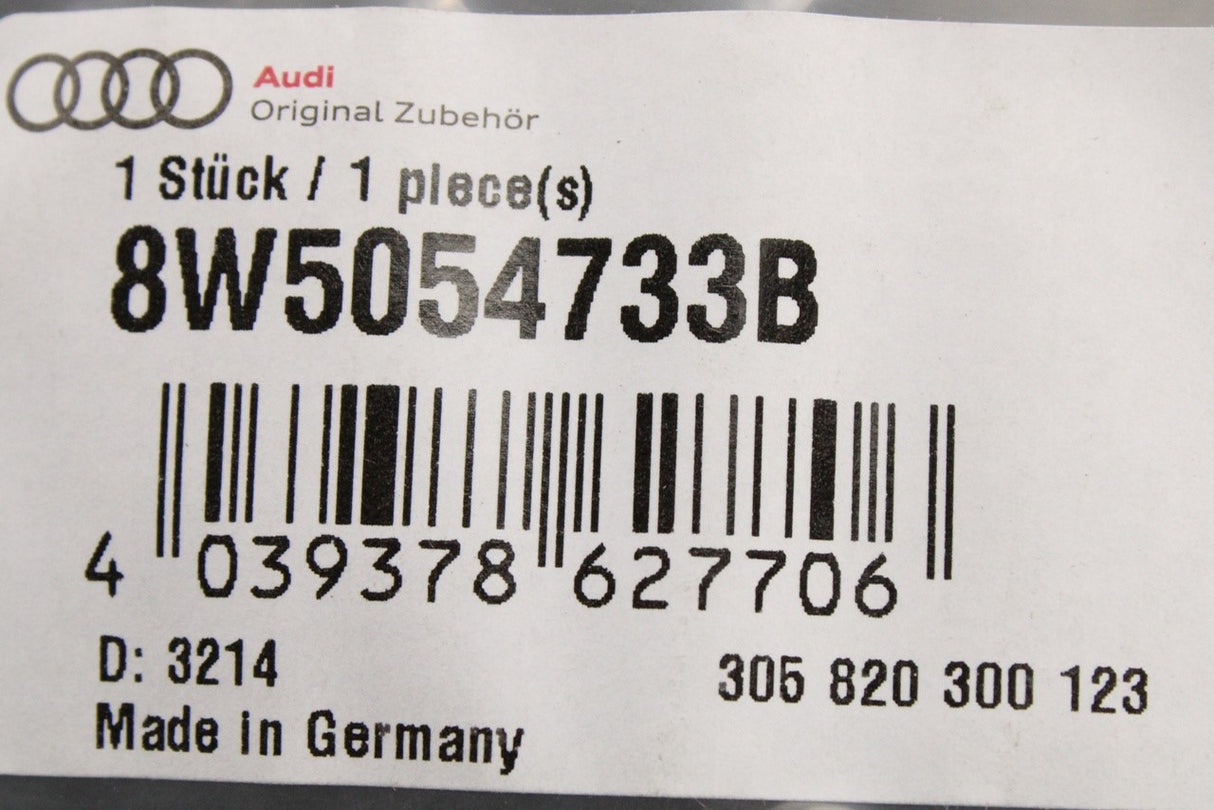 Audi
Original Zubehör
1 Stück / 1 piece(s)
8W5054733B
4 039378 627706
D: 3214
305 820 300 123
Made in Germany